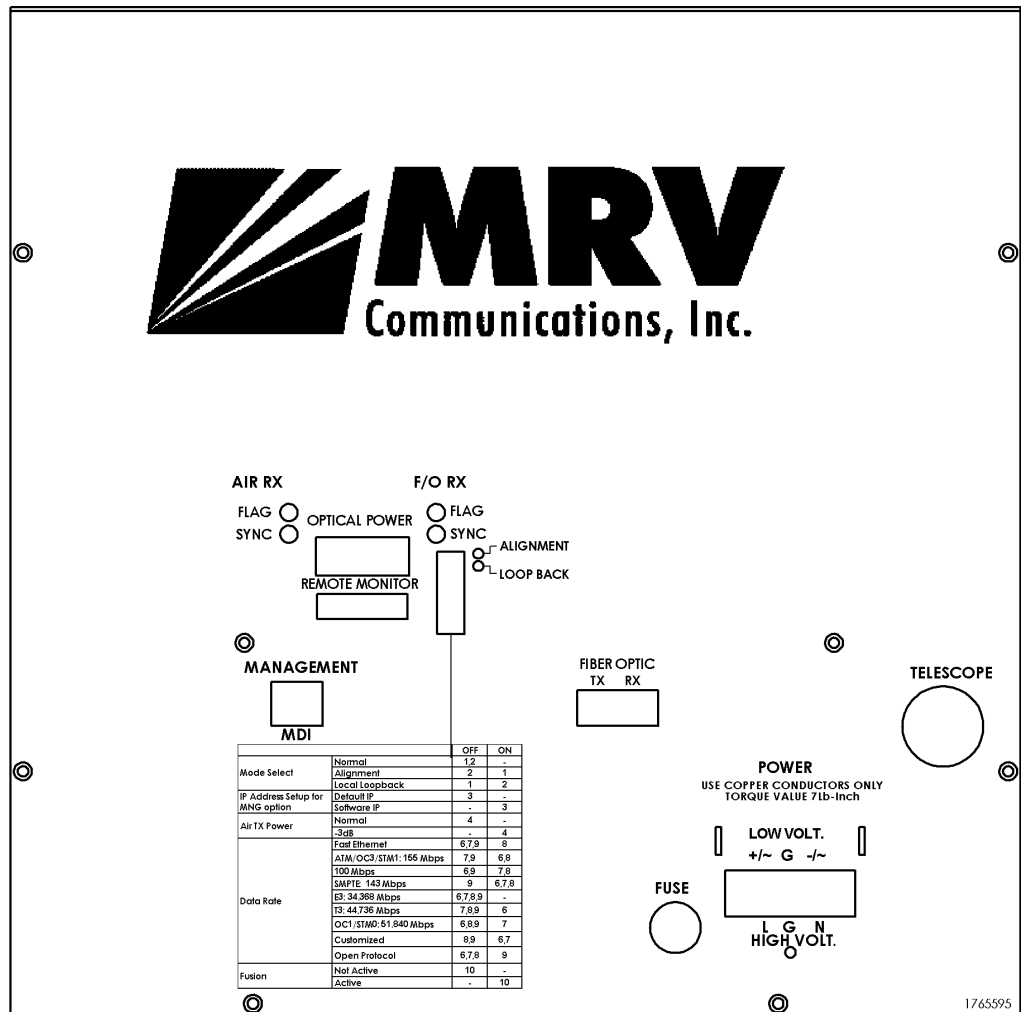 MRV
Communications, Inc.
AIR RX
F/O RX
FLAG
FLAG
OPTICAL POWER
SYNC
SYNC
ALIGNMENT
LOOP BACK
REMOTE MONITOR
MANAGEMENT
MDI
FIBER OPTIC
TX RX
TELESCOPE
OFF ON
Mode Select
Normal 1,2 -
Alignment 2 1
Local Loopback 1 2
IP Address Setup for MNG option
Default IP 3 -
Software IP - 3
Air TX Power
Normal 4 -
-3dB - 4
Data Rate
Fast Ethernet 6,7,9 8
ATM/OC3/STM1: 155 Mbps 7,9 6,8
100 Mbps 6,9 7,8
SMPTE: 143 Mbps 9 6,7,8
E3: 34,368 Mbps 6,7,8,9 -
T3: 44,736 Mbps 7,8,9 6
OC1/STM0: 51,840 Mbps 6,8,9 7
Customized 8,9 6,7
Open Protocol 6,7,8 9
Fusion
Not Active 10 -
Active - 10
POWER
USE COPPER CONDUCTORS ONLY
TORQUE VALUE 7Lb-Inch
LOW VOLT.
+/~ G -/~
FUSE
L G N
HIGH VOLT.
1765595